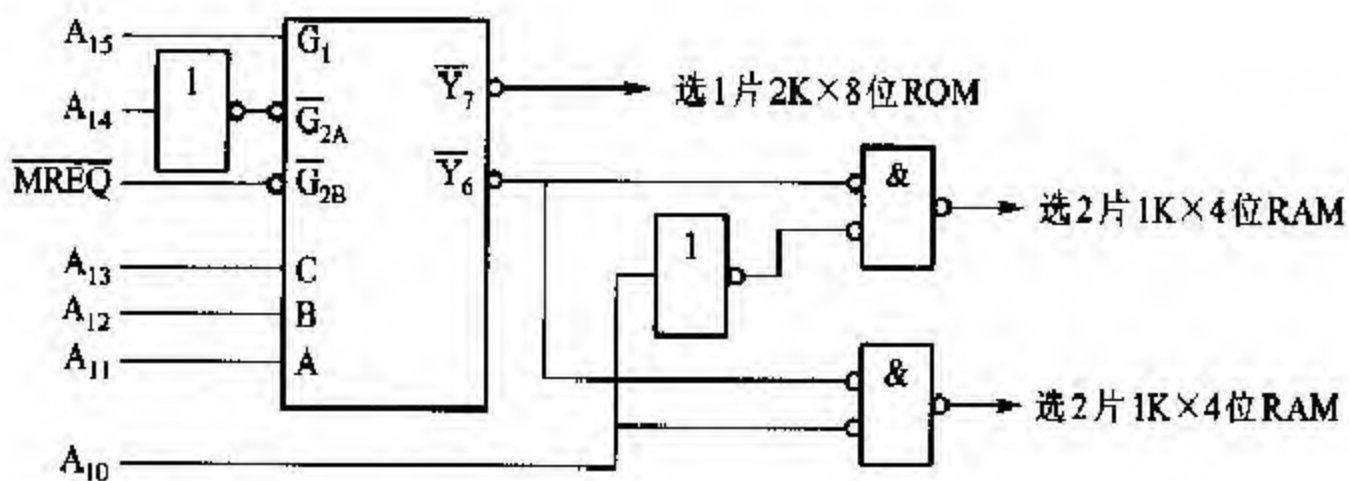 A₁₅
A₁₄
MREQ
A₁₃
A₁₂
A₁₁
A₁₀
1
G₁
G₂A
G₂B
C
B
A
Y₇
Y₆
选1片2K×8位ROM
1
&
选2片1K×4位RAM
&
选2片1K×4位RAM